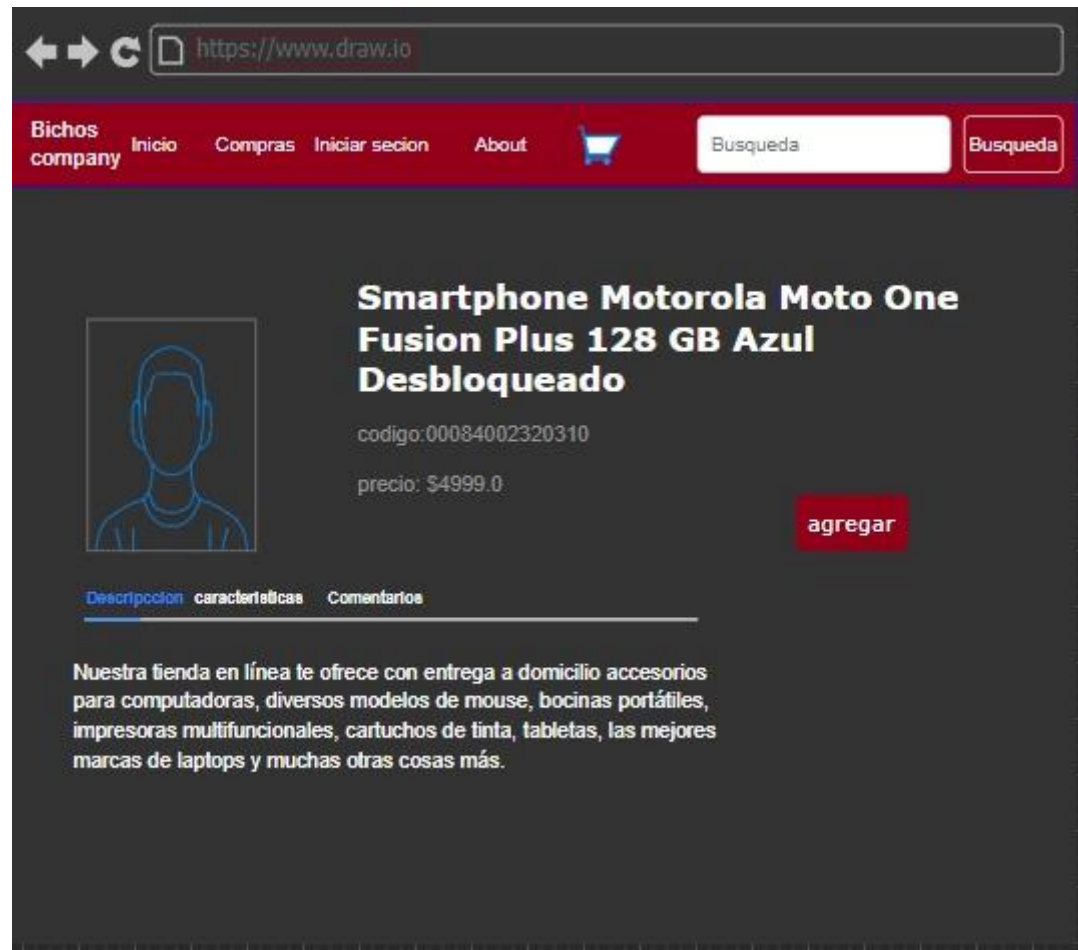 https://www.draw.io
Bichos
company
Inicio
Compras
Iniciar secion
About
Busqueda
Busqueda
Smartphone Motorola Moto One
Fusion Plus 128 GB Azul
Desbloqueado
codigo:00084002320310
precio: $4999.0
agregar
Descripccion
caracteristicas
Comentarios
Nuestra tienda en línea te ofrece con entrega a domicilio accesorios
para computadoras, diversos modelos de mouse, bocinas portátiles,
impresoras multifuncionales, cartuchos de tinta, tabletas, las mejores
marcas de laptops y muchas otras cosas más.